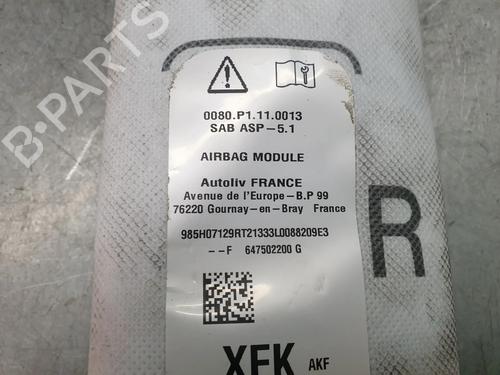 0080.P1.11.0013
SAB ASP-5.1
AIRBAG MODULE
Autoliv FRANCE
Avenue de l'Europe-B.P 99
76220 Gournay-en-Bray France
985H07129RT21333L0088209E3
--F 647502200 G
R
XFK AKF
B-PARTS